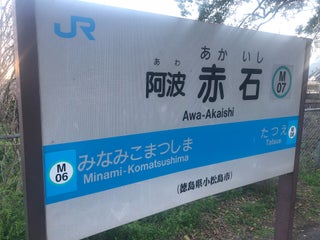 JR
あわ あかいし
阿波 赤石
M
07
Awa-Akaishi
M
06
みなみこまつしま
Minami-Komatsushima
たつえ
Tatsue
(徳島県小松島市)